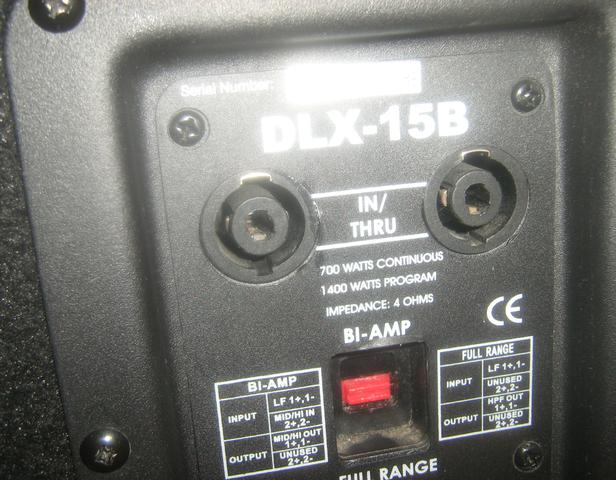 Serial Number:
DLX-15B
IN/
THRU
700 WATTS CONTINUOUS
1400 WATTS PROGRAM
IMPEDANCE: 4 OHMS
CE
BI-AMP
BI-AMP
INPUT
LF 1+,1-
MID/HI IN
2+,2-
OUTPUT
MID/HI OUT
1+,1-
UNUSED
2+,2-
FULL RANGE
INPUT
LF 1+,1-
UNUSED
2+,2-
OUTPUT
HPF OUT
1+,1-
UNUSED
2+,2-
FULL RANGE